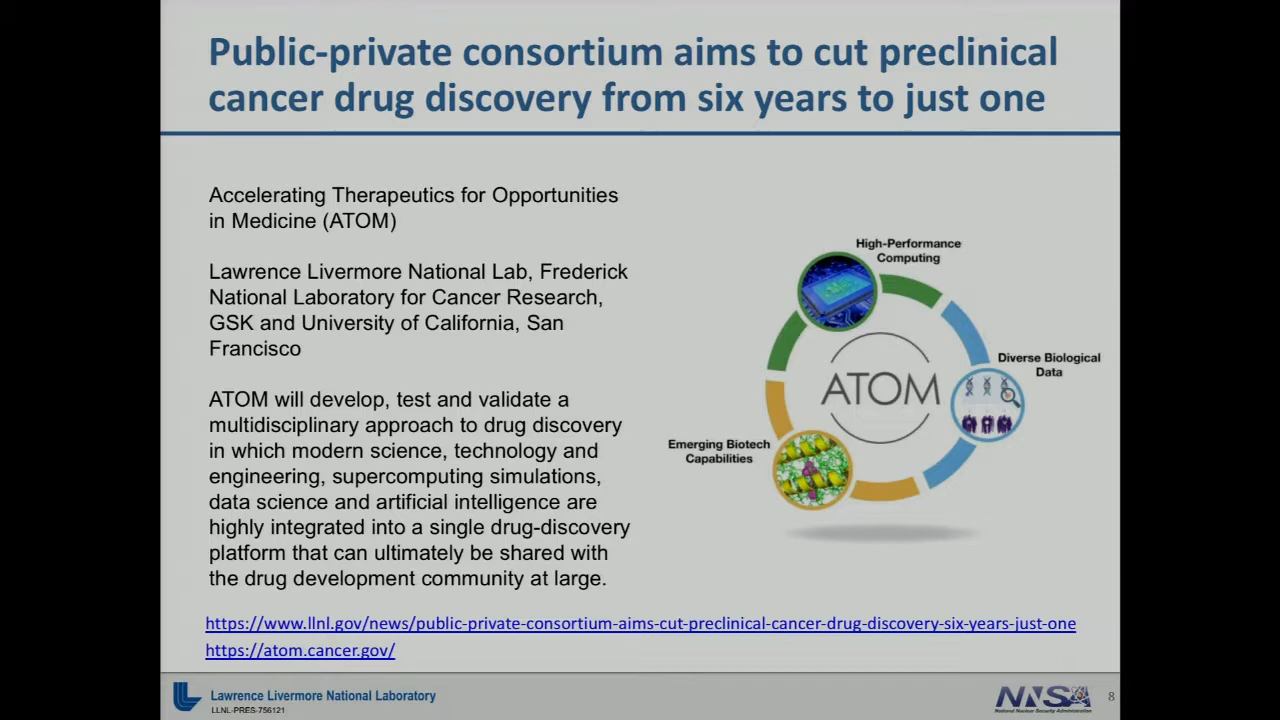 Public-private consortium aims to cut preclinical
cancer drug discovery from six years to just one
Accelerating Therapeutics for Opportunities
in Medicine (ATOM)
Lawrence Livermore National Lab, Frederick
National Laboratory for Cancer Research,
GSK and University of California, San
Francisco
ATOM will develop, test and validate a
multidisciplinary approach to drug discovery
in which modern science, technology and
engineering, supercomputing simulations,
data science and artificial intelligence are
highly integrated into a single drug-discovery
platform that can ultimately be shared with
the drug development community at large.
High-Performance
Computing
Diverse Biological
Data
ATOM
Emerging Biotech
Capabilities
https://www.llnl.gov/news/public-private-consortium-aims-cut-preclinical-cancer-drug-discovery-six-years-just-one
https://atom.cancer.gov/
Lawrence Livermore National Laboratory
LLNL-PRES-756121
NNSA
National Nuclear Security Administration
8